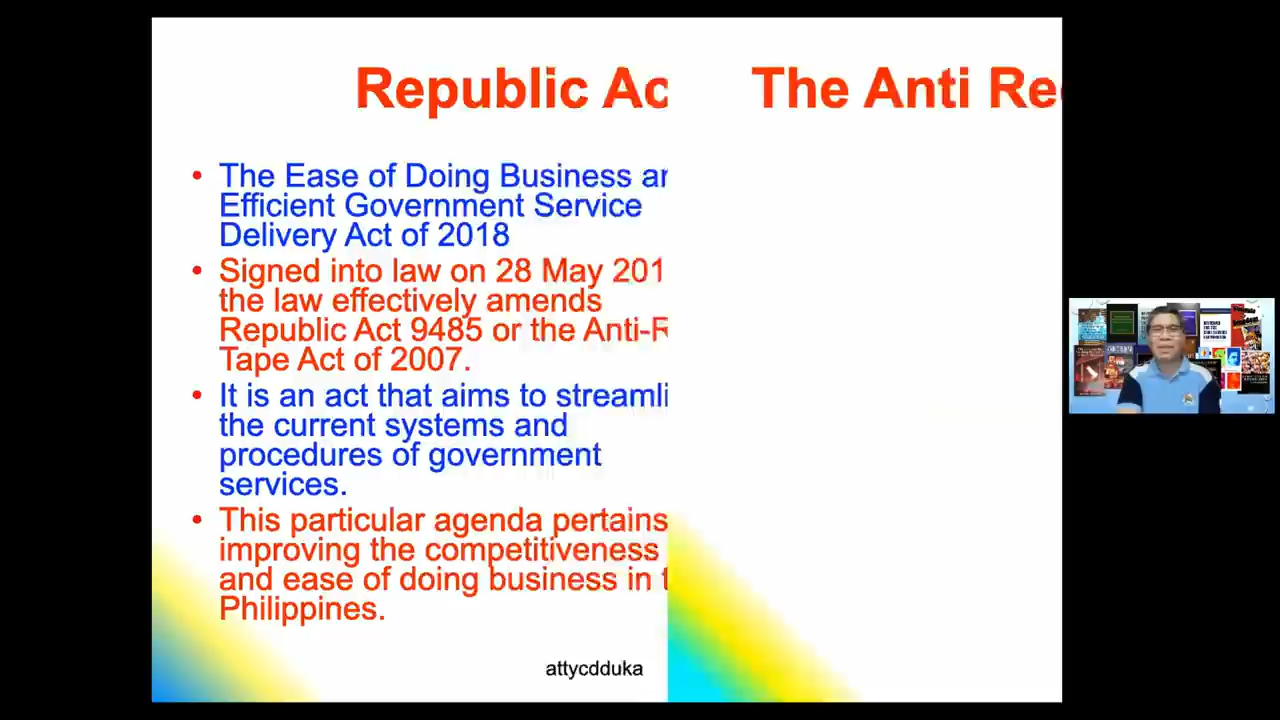 Republic Ac
The Anti Re
The Ease of Doing Business ar
Efficient Government Service
Delivery Act of 2018
Signed into law on 28 May 201
the law effectively amends
Republic Act 9485 or the Anti-R
Tape Act of 2007.
It is an act that aims to streamli
the current systems and
procedures of government
services.
This particular agenda pertains
improving the competitiveness
and ease of doing business in t
Philippines.
attycdduka